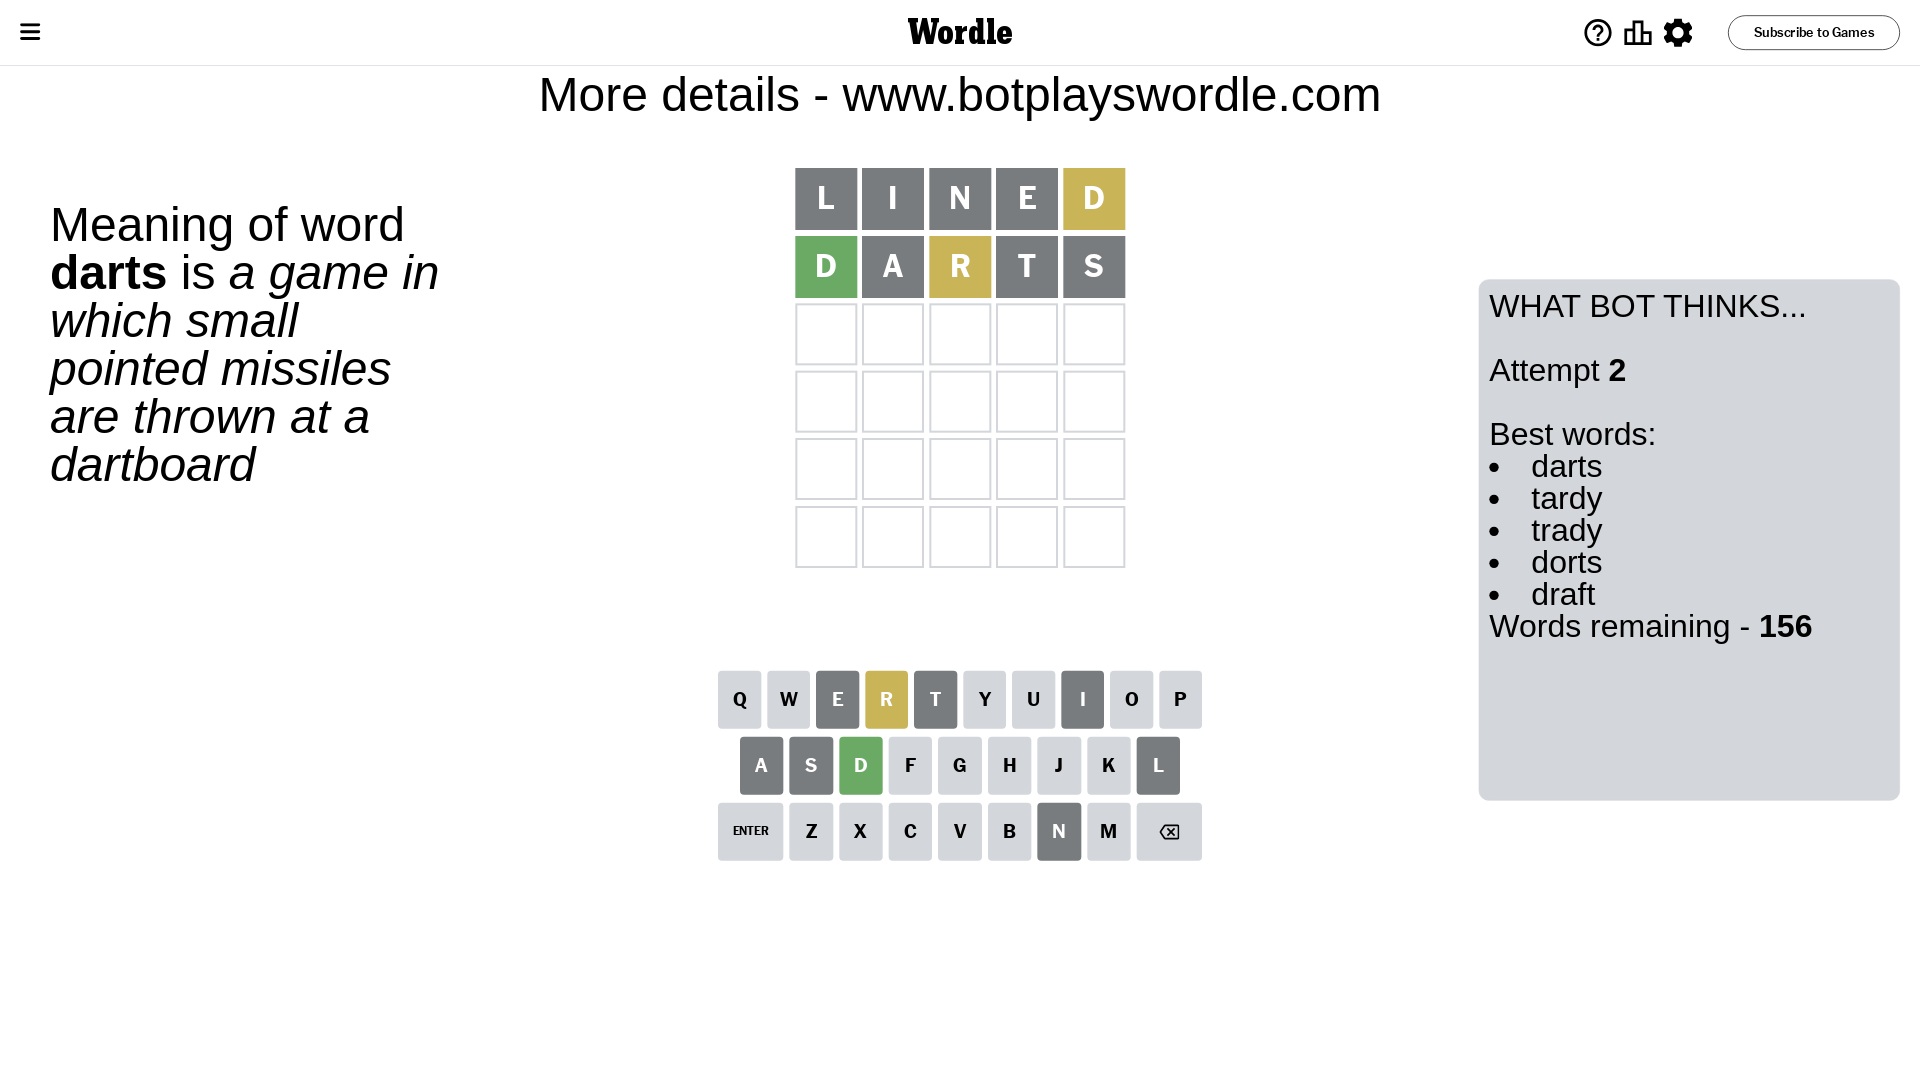 Wordle
Subscribe to Games
More details - www.botplayswordle.com
Meaning of word
darts is a game in
which small
pointed missiles
are thrown at a
dartboard
L I N E D
D A R T S
WHAT BOT THINKS...
Attempt 2
Best words:
• darts
• tardy
• trady
• dorts
• draft
Words remaining - 156
Q W E R T Y U I O P
A S D F G H J K L
ENTER Z X C V B N M